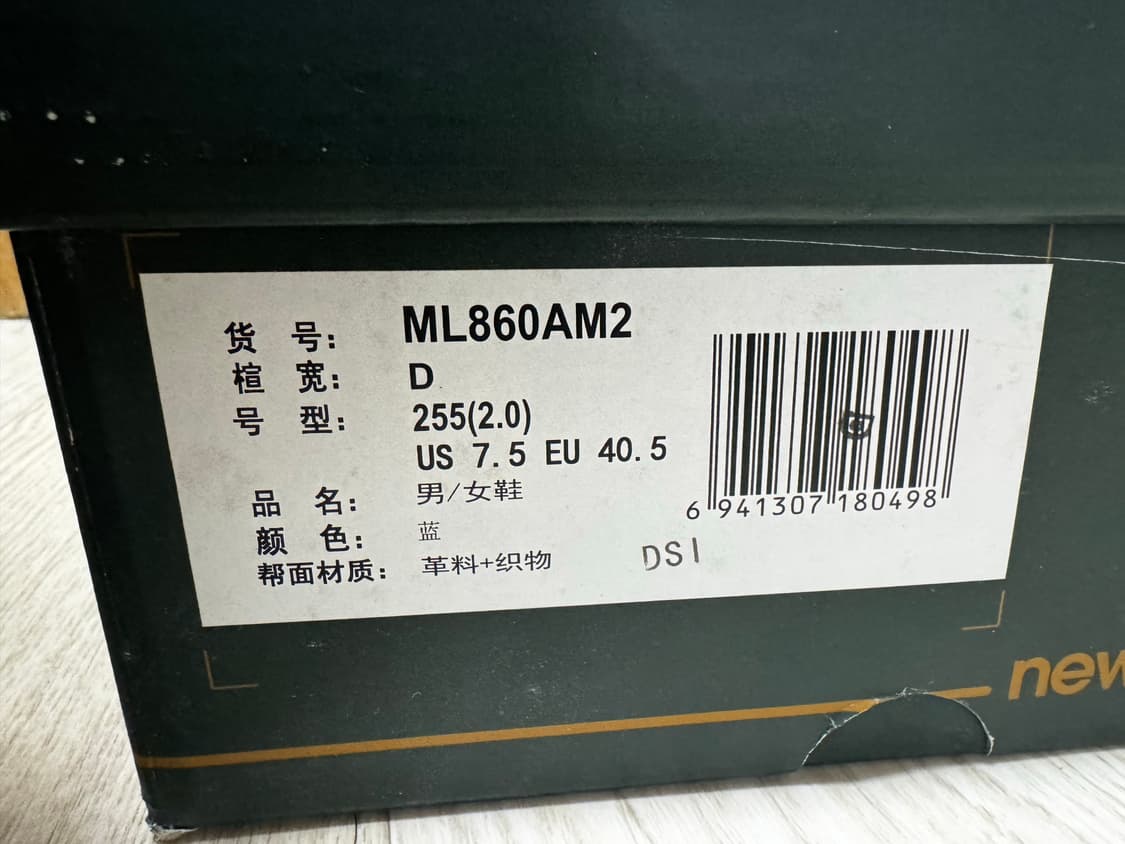 货 号: ML860AM2
楦 宽: D
号 型: 255(2.0)
US 7.5 EU 40.5
品 名: 男/女鞋
颜 色: 蓝
帮面材质: 革料+织物
6 941307 180498
DSI
new